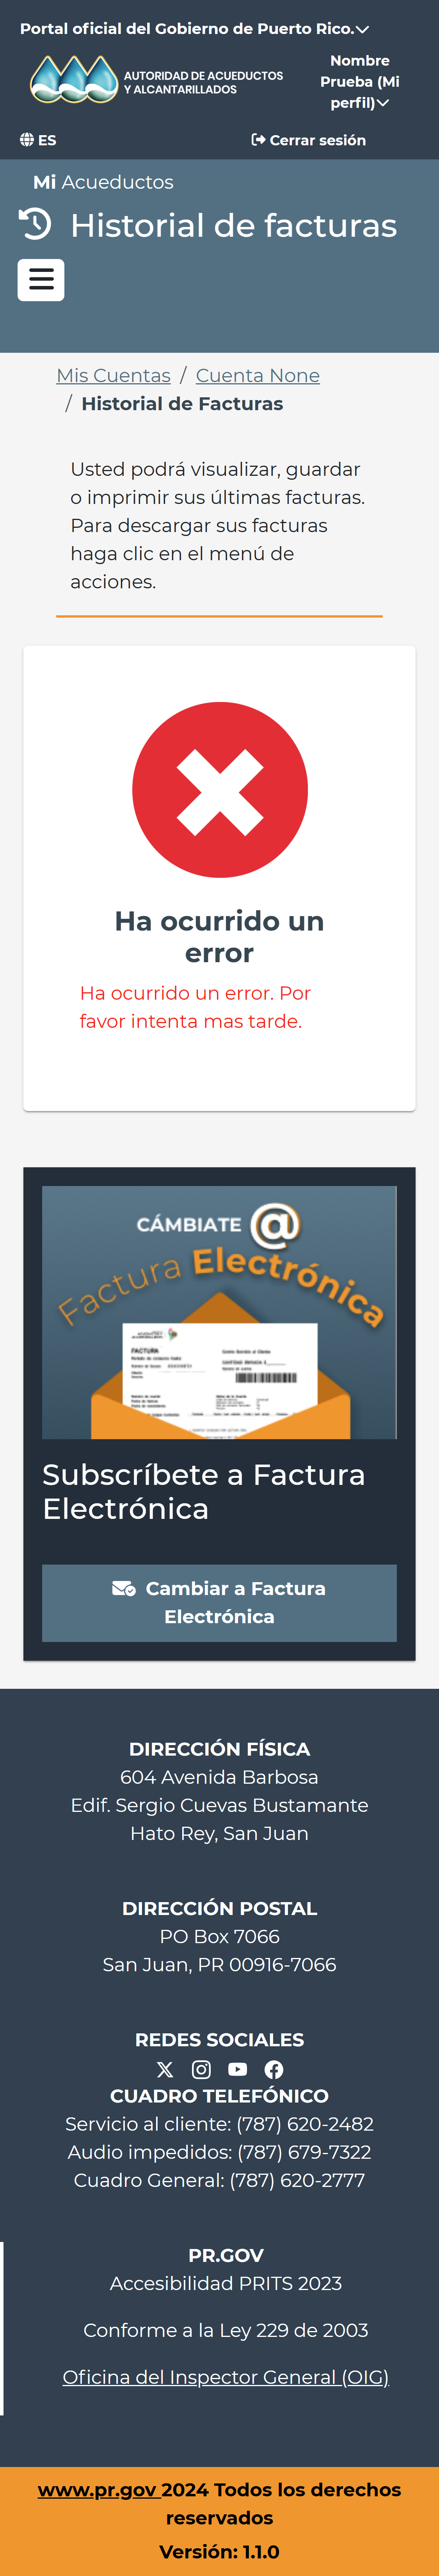 Portal oficial del Gobierno de Puerto Rico.
AUTORIDAD DE ACUEDUCTOS
Y ALCANTARILLADOS
Nombre
Prueba (Mi
perfil)
ES
Cerrar sesión
Mi Acueductos
Historial de facturas
Mis Cuentas / Cuenta None
/ Historial de Facturas
Usted podrá visualizar, guardar
o imprimir sus últimas facturas.
Para descargar sus facturas
haga clic en el menú de
acciones.
Ha ocurrido un
error
Ha ocurrido un error. Por
favor intenta mas tarde.
CÁMBIATE @
Factura Electrónica
FACTURA
Subscríbete a Factura
Electrónica
Cambiar a Factura
Electrónica
DIRECCIÓN FÍSICA
604 Avenida Barbosa
Edif. Sergio Cuevas Bustamante
Hato Rey, San Juan
DIRECCIÓN POSTAL
PO Box 7066
San Juan, PR 00916-7066
REDES SOCIALES
CUADRO TELEFÓNICO
Servicio al cliente: (787) 620-2482
Audio impedidos: (787) 679-7322
Cuadro General: (787) 620-2777
PR.GOV
Accesibilidad PRITS 2023
Conforme a la Ley 229 de 2003
Oficina del Inspector General (OIG)
www.pr.gov 2024 Todos los derechos
reservados
Versión: 1.1.0